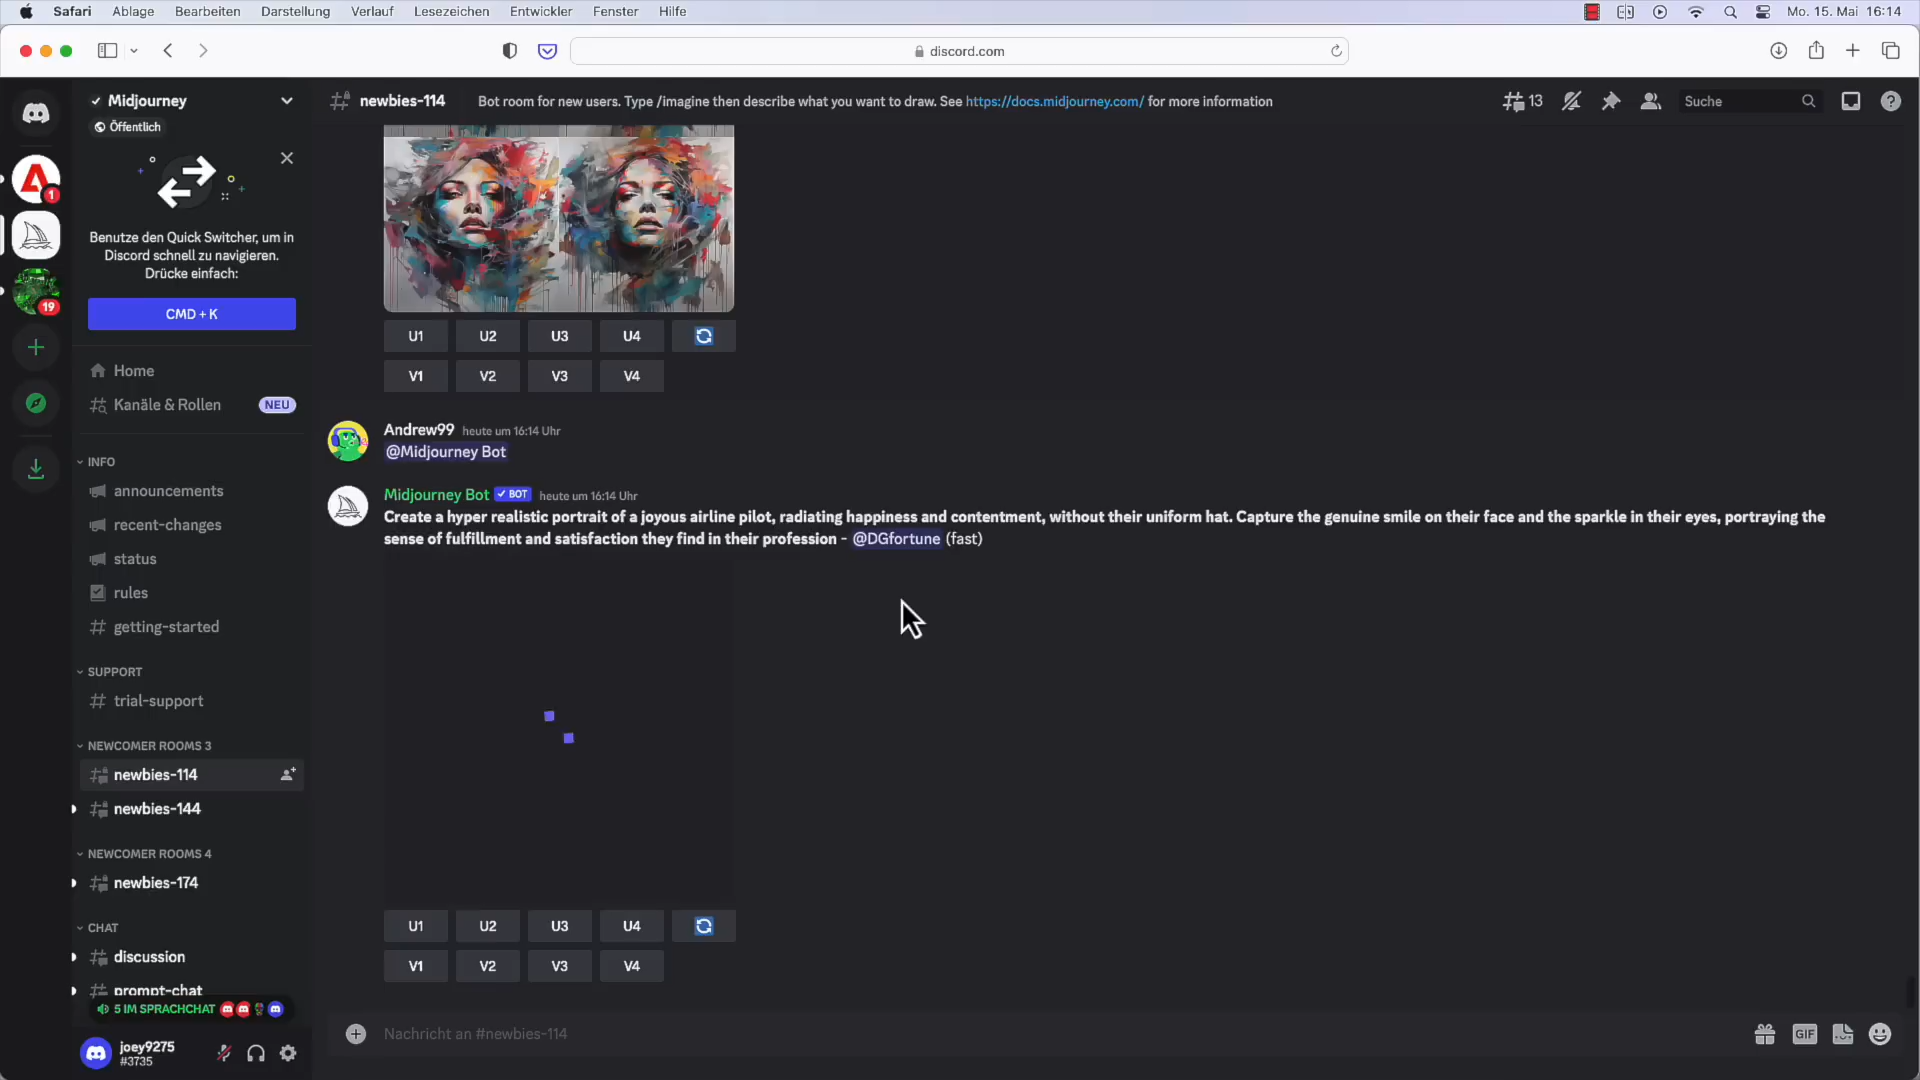 Safari Ablage Bearbeiten Darstellung Verlauf Lesezeichen Entwickler Fenster Hilfe Mo. 15. Mai 16:14
discord.com
Midjourney
Öffentlich
Benutze den Quick Switcher, um in
Discord schnell zu navigieren.
Drücke einfach:
CMD + K
Home
Kanäle & Rollen NEU
INFO
announcements
recent-changes
status
rules
getting-started
SUPPORT
trial-support
NEWCOMER ROOMS 3
newbies-114
newbies-144
NEWCOMER ROOMS 4
newbies-174
CHAT
discussion
prompt-chat
5 IM SPRACHCHAT
joey9275
#3735
1
19
newbies-114 Bot room for new users. Type /imagine then describe what you want to draw. See https://docs.midjourney.com/ for more information 13 Suche
U1 U2 U3 U4
V1 V2 V3 V4
Andrew99 heute um 16:14 Uhr
@Midjourney Bot
Midjourney Bot BOT heute um 16:14 Uhr
Create a hyper realistic portrait of a joyous airline pilot, radiating happiness and contentment, without their uniform hat. Capture the genuine smile on their face and the sparkle in their eyes, portraying the
sense of fulfillment and satisfaction they find in their profession - @DGfortune (fast)
U1 U2 U3 U4
V1 V2 V3 V4
Nachricht an #newbies-114 GIF